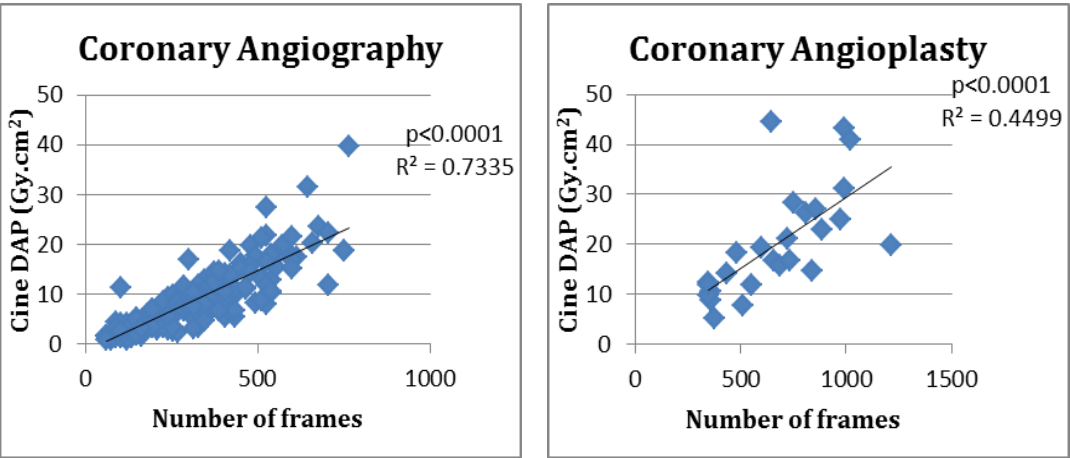 Coronary Angiography
p<0.0001
R² = 0.7335
Cine DAP (Gy.cm²)
50
40
30
20
10
0
0 500 1000
Number of frames
Coronary Angioplasty
p<0.0001
R² = 0.4499
Cine DAP (Gy.cm²)
50
40
30
20
10
0
0 500 1000 1500
Number of frames